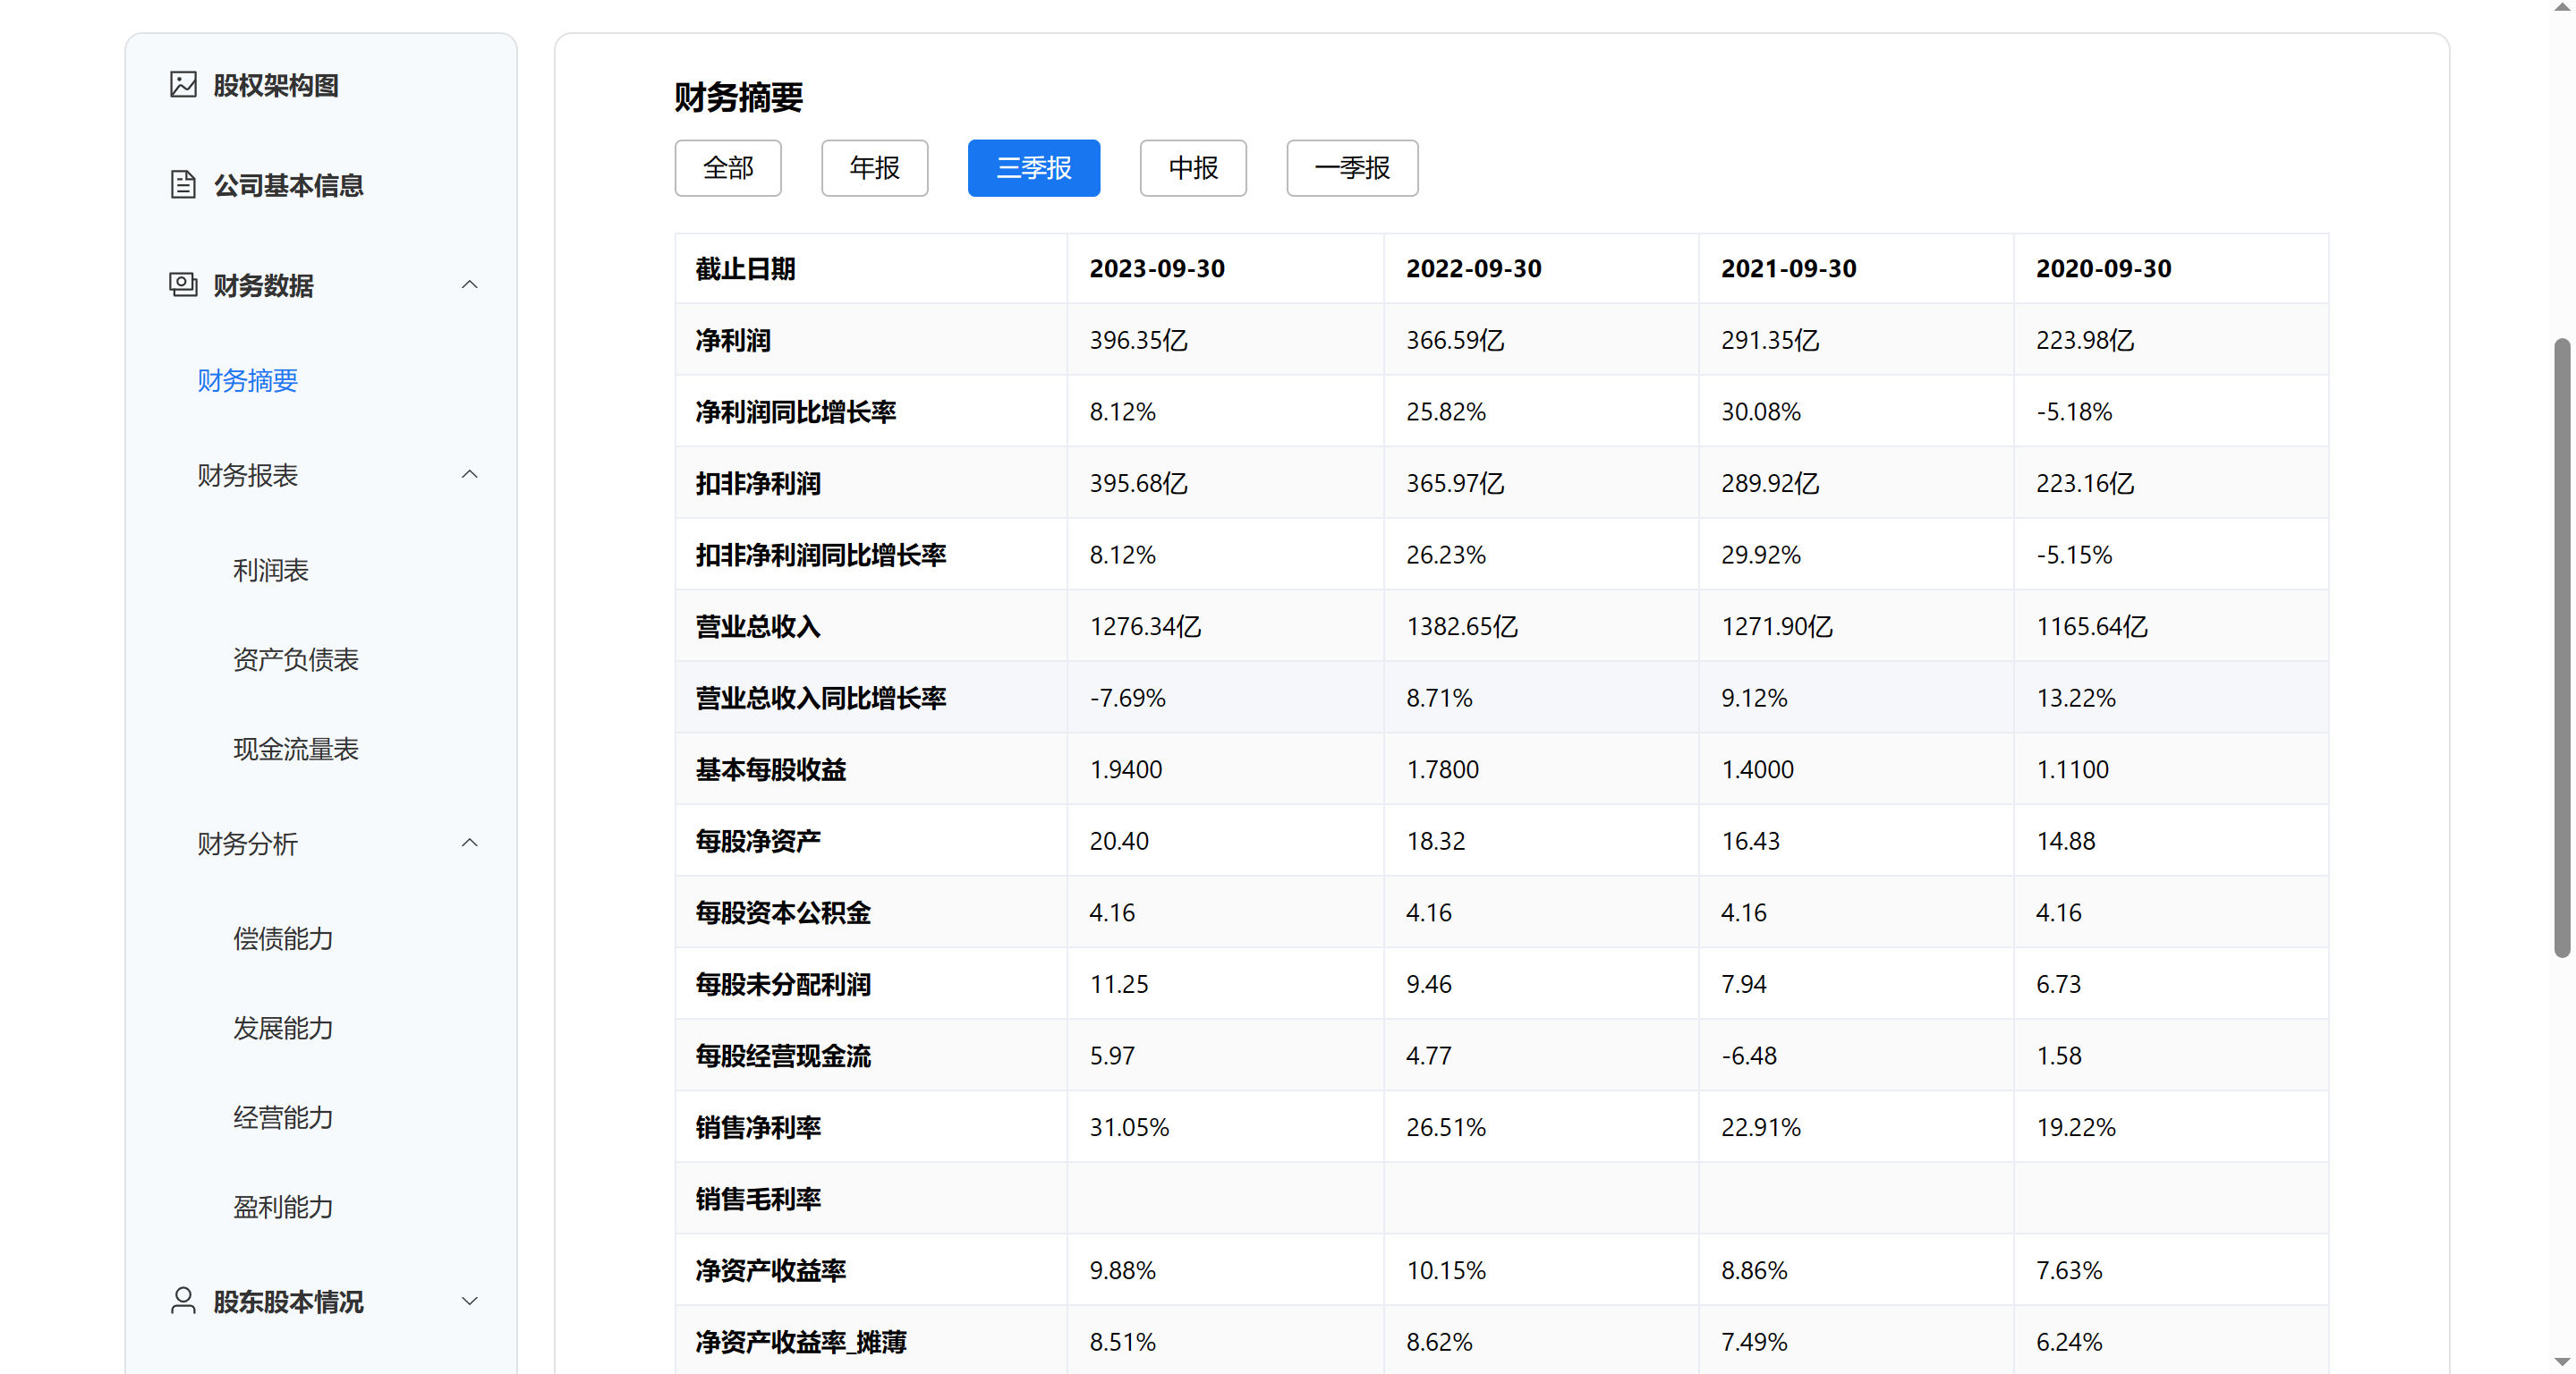 股权架构图
公司基本信息
财务数据
财务摘要
财务报表
利润表
资产负债表
现金流量表
财务分析
偿债能力
发展能力
经营能力
盈利能力
股东股本情况
财务摘要
全部 年报 三季报 中报 一季报
截止日期 2023-09-30 2022-09-30 2021-09-30 2020-09-30
净利润 396.35亿 366.59亿 291.35亿 223.98亿
净利润同比增长率 8.12% 25.82% 30.08% -5.18%
扣非净利润 395.68亿 365.97亿 289.92亿 223.16亿
扣非净利润同比增长率 8.12% 26.23% 29.92% -5.15%
营业总收入 1276.34亿 1382.65亿 1271.90亿 1165.64亿
营业总收入同比增长率 -7.69% 8.71% 9.12% 13.22%
基本每股收益 1.9400 1.7800 1.4000 1.1100
每股净资产 20.40 18.32 16.43 14.88
每股资本公积金 4.16 4.16 4.16 4.16
每股未分配利润 11.25 9.46 7.94 6.73
每股经营现金流 5.97 4.77 -6.48 1.58
销售净利率 31.05% 26.51% 22.91% 19.22%
销售毛利率
净资产收益率 9.88% 10.15% 8.86% 7.63%
净资产收益率_摊薄 8.51% 8.62% 7.49% 6.24%